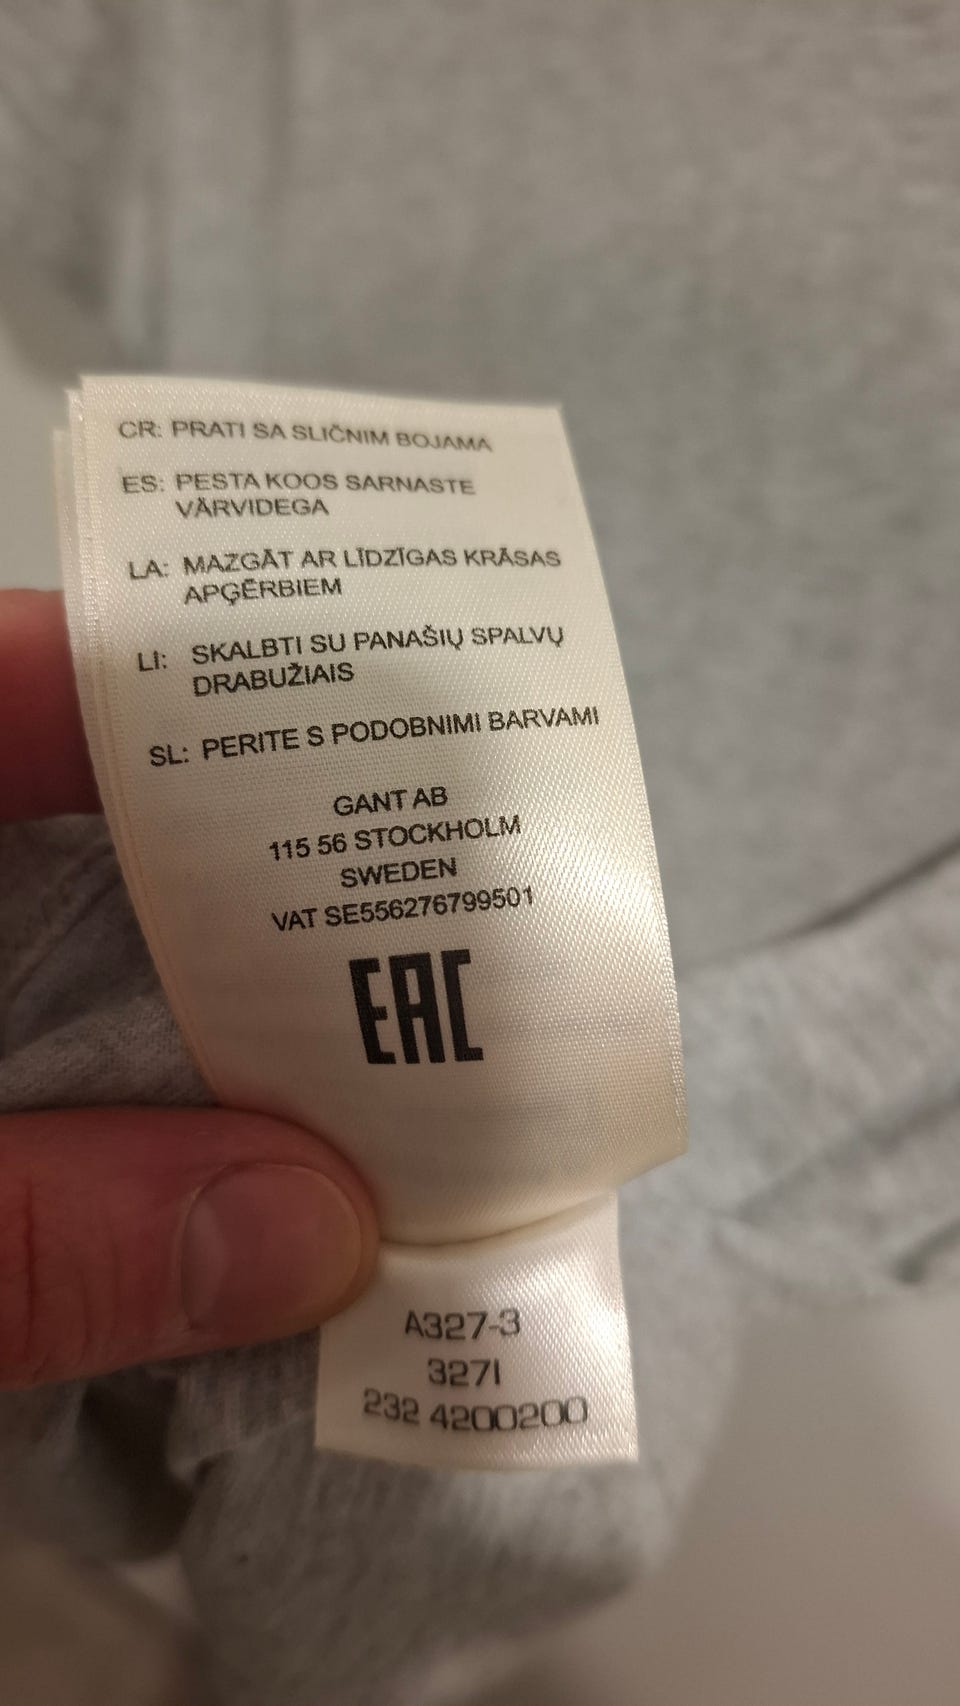 CR: PRATI SA SLIČNIM BOJAMA
ES: PESTA KOOS SARNASTE
VÄRVIDEGA
LA: MAZGĀT AR LĪDZĪGAS KRĀSAS
APĢĒRBIEM
LI: SKALBTI SU PANAŠIŲ SPALVŲ
DRABUŽIAIS
SL: PERITE S PODOBNIMI BARVAMI
GANT AB
115 56 STOCKHOLM
SWEDEN
VAT SE556276799501
EAC
A327-3
327I
232 4200200